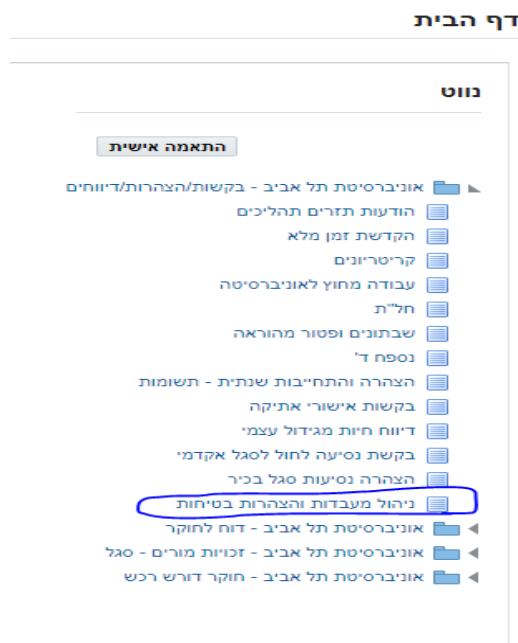 דף הבית
נווט
התאמה אישית
אוניברסיטת תל אביב - בקשות/הצהרות/דיווחים
הודעות תזרים תהליכים
הקדשת זמן מלא
קריטריונים
עבודה מחוץ לאוניברסיטה
חל"ת
שבתונים ופטור מהוראה
נספח ד'
הצהרה והתחייבות שנתית - תשומות
בקשות אישורי אתיקה
דיווח חיות מגידול עצמי
בקשת נסיעה לחול לסגל אקדמי
הצהרה נסיעות סגל בכיר
ניהול מעבדות והצהרות בטיחות
אוניברסיטת תל אביב - דוח לחוקר
אוניברסיטת תל אביב - זכויות מורים - סגל
אוניברסיטת תל אביב - חוקר דורש רכש